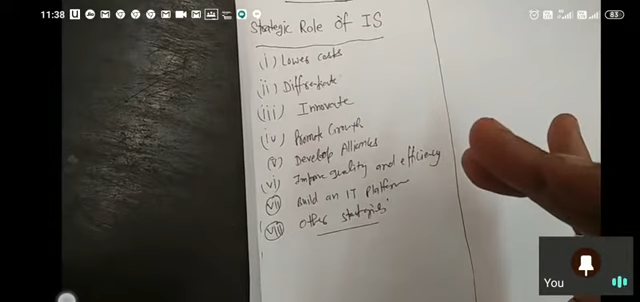 11:38
83
Strategic Role of IS
(i) Lower costs
(ii) Diffrentiate
(iii) Innovate
(iv) Promote Growth
(v) Develop Alliances
(vi) Improve quality and efficiency
(vii) Build an IT Platform
(viii) Other strategies
You